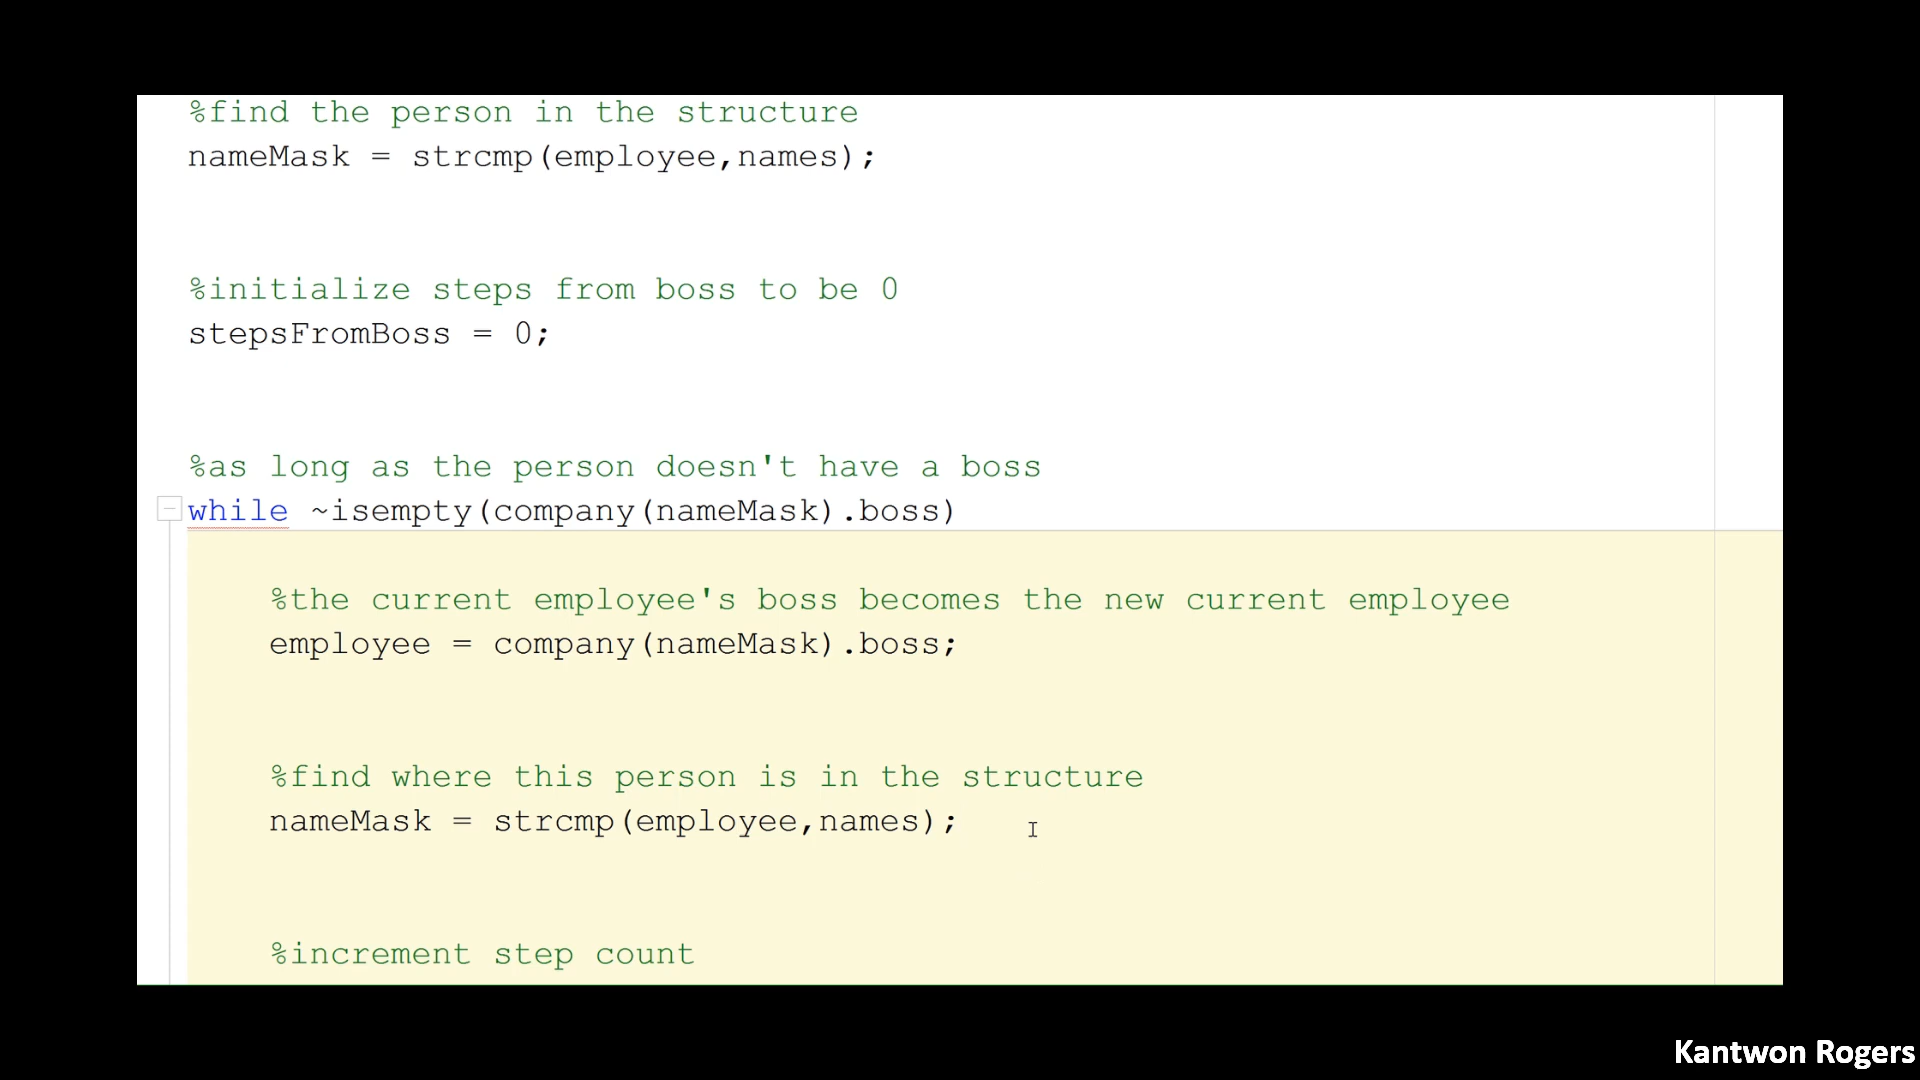 %find the person in the structure
nameMask = strcmp(employee,names);
%initialize steps from boss to be 0
stepsFromBoss = 0;
%as long as the person doesn't have a boss
while ~isempty(company(nameMask).boss)
%the current employee's boss becomes the new current employee
employee = company(nameMask).boss;
%find where this person is in the structure
nameMask = strcmp(employee,names);
%increment step count
Kantwon Rogers